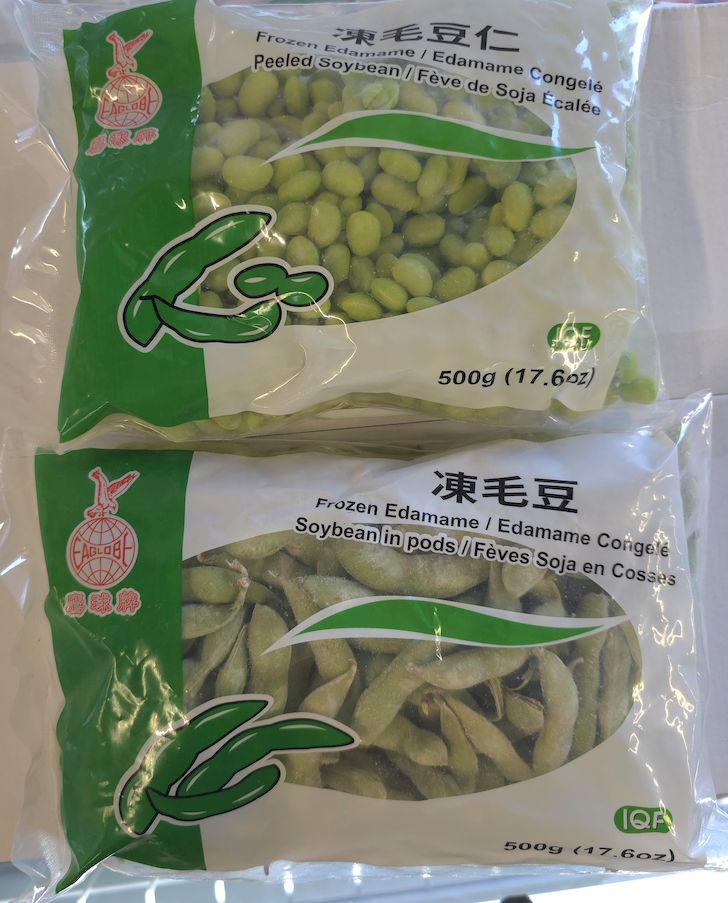 凍毛豆仁
Frozen Edamame / Edamame Congelé
Peeled Soybean / Fève de Soja Écalée
EAGLOBE
鷹球牌
IQF
500g (17.6oz)
凍毛豆
Frozen Edamame / Edamame Congelé
Soybean in pods / Fèves Soja en Cosses
EAGLOBE
鷹球牌
IQF
500g (17.6oz)